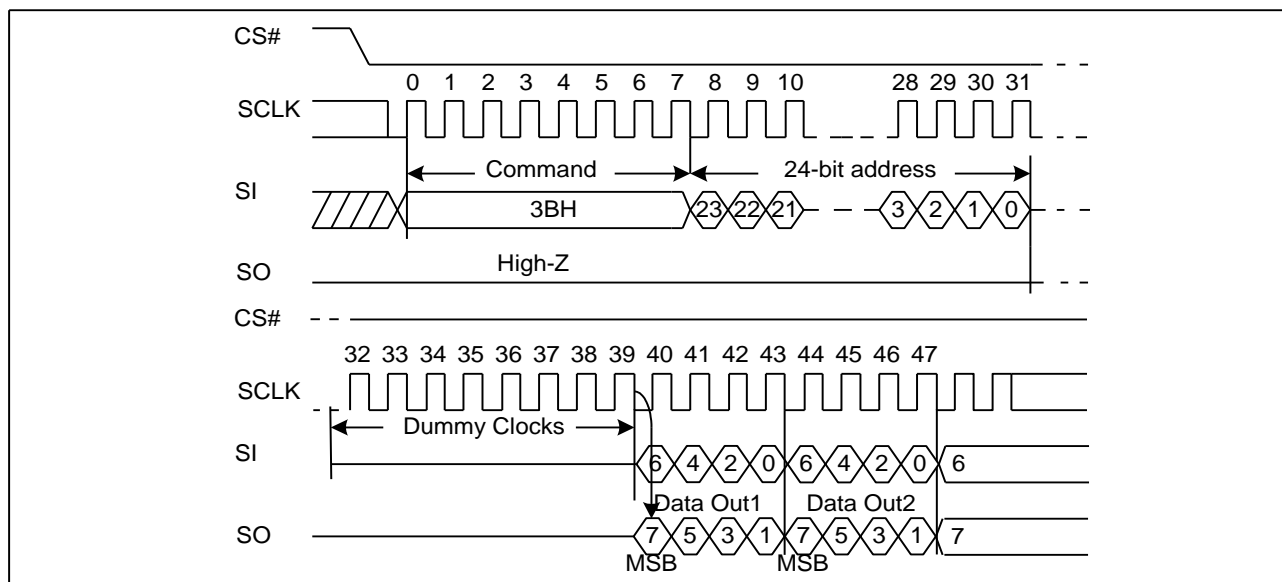 CS#
0 1 2 3 4 5 6 7 8 9 10 28 29 30 31
SCLK
Command 24-bit address
SI
3BH 23 22 21 3 2 1 0
High-Z
SO
CS#
32 33 34 35 36 37 38 39 40 41 42 43 44 45 46 47
SCLK
Dummy Clocks
SI
6 4 2 0 6 4 2 0 6
Data Out1 Data Out2
SO
7 5 3 1 7 5 3 1 7
MSB MSB